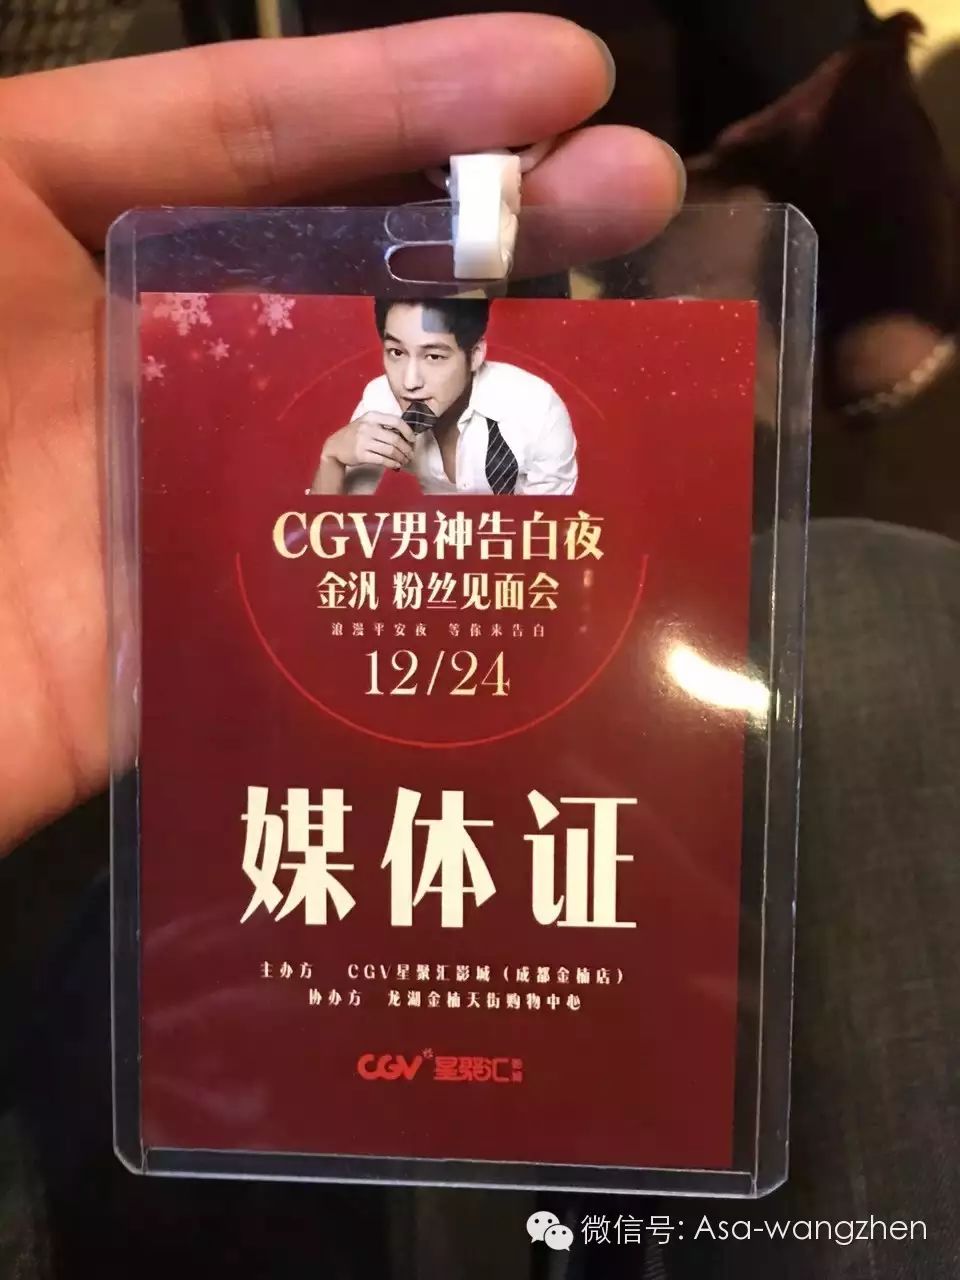 CGV男神告白夜
金汎 粉丝见面会
浪漫平安夜 等你来告白
12/24
媒体证
主办方 CGV星聚汇影城（成都金楠店）
协办方 龙湖金楠天街购物中心
CGV 星聚汇影城
微信号: Asa-wangzhen